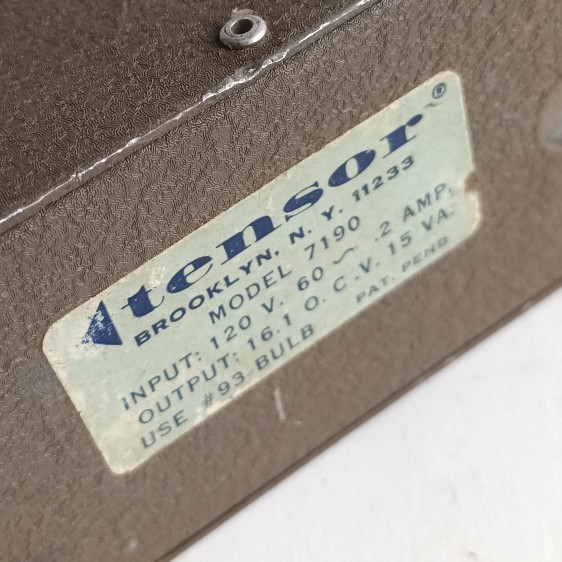 tensor®
BROOKLYN, N. Y. 11233
MODEL 7190
INPUT: 120 V. 60 ~ .2 AMP.
OUTPUT: 16.1 O. C. V. 15 VA.
USE #93 BULB PAT. PEND